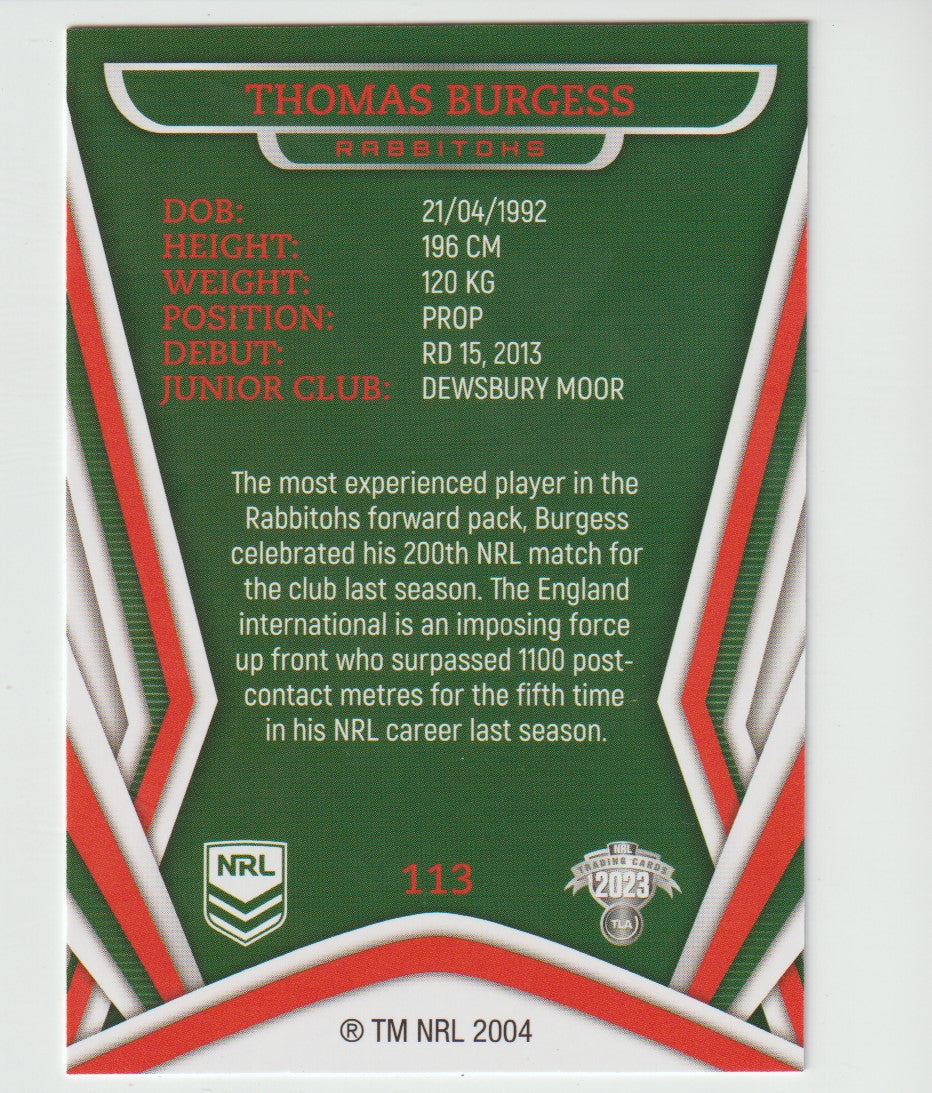 THOMAS BURGESS
RABBITOHS
DOB: 21/04/1992
HEIGHT: 196 CM
WEIGHT: 120 KG
POSITION: PROP
DEBUT: RD 15, 2013
JUNIOR CLUB: DEWSBURY MOOR
The most experienced player in the
Rabbitohs forward pack, Burgess
celebrated his 200th NRL match for
the club last season. The England
international is an imposing force
up front who surpassed 1100 post-
contact metres for the fifth time
in his NRL career last season.
NRL
113
NRL
TRADING CARDS
2023
TLA
® TM NRL 2004